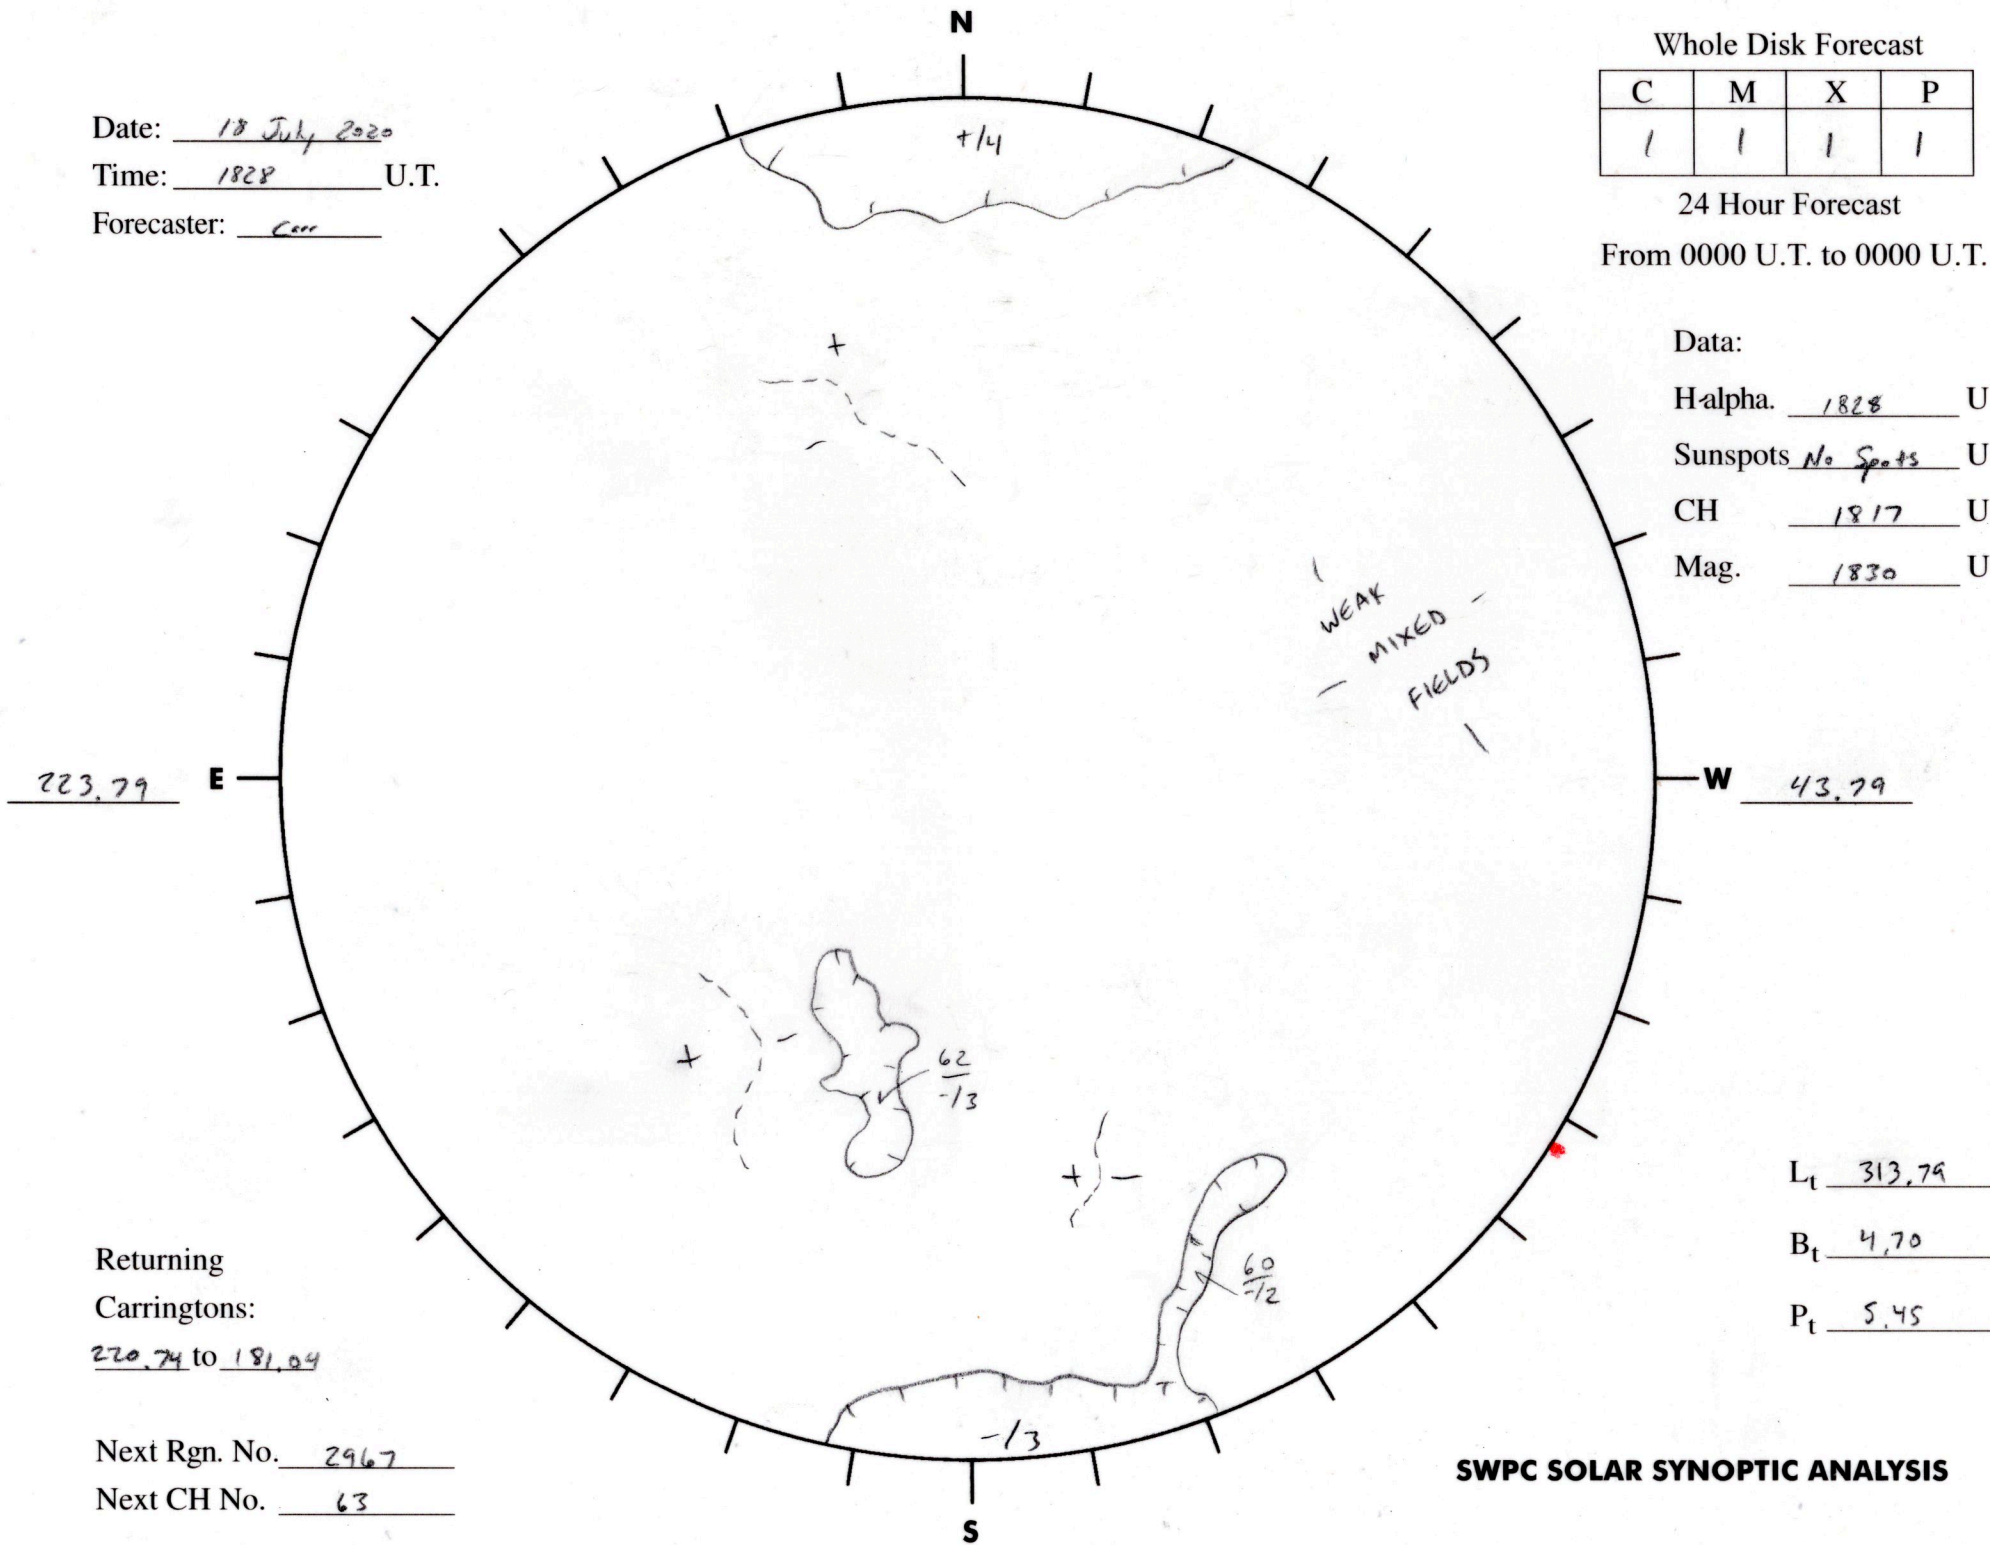 N
Whole Disk Forecast
C M X P
1 1 1 1
24 Hour Forecast
From 0000 U.T. to 0000 U.T.
Date: 18 July 2020
Time: 1828 U.T.
Forecaster: Carr
+/4
Data:
H-alpha. 1828 U
Sunspots No Spots U
CH 1817 U
Mag. 1830 U
+
-
WEAK
MIXED
FIELDS
223.79 E
W 43.79
+ -
62
-/3
+ -
60
-/2
Lt 313.79
Bt 4.70
Pt 5.45
Returning
Carringtons:
220.74 to 181.04
-/3
Next Rgn. No. 2967
Next CH No. 63
SWPC SOLAR SYNOPTIC ANALYSIS
S